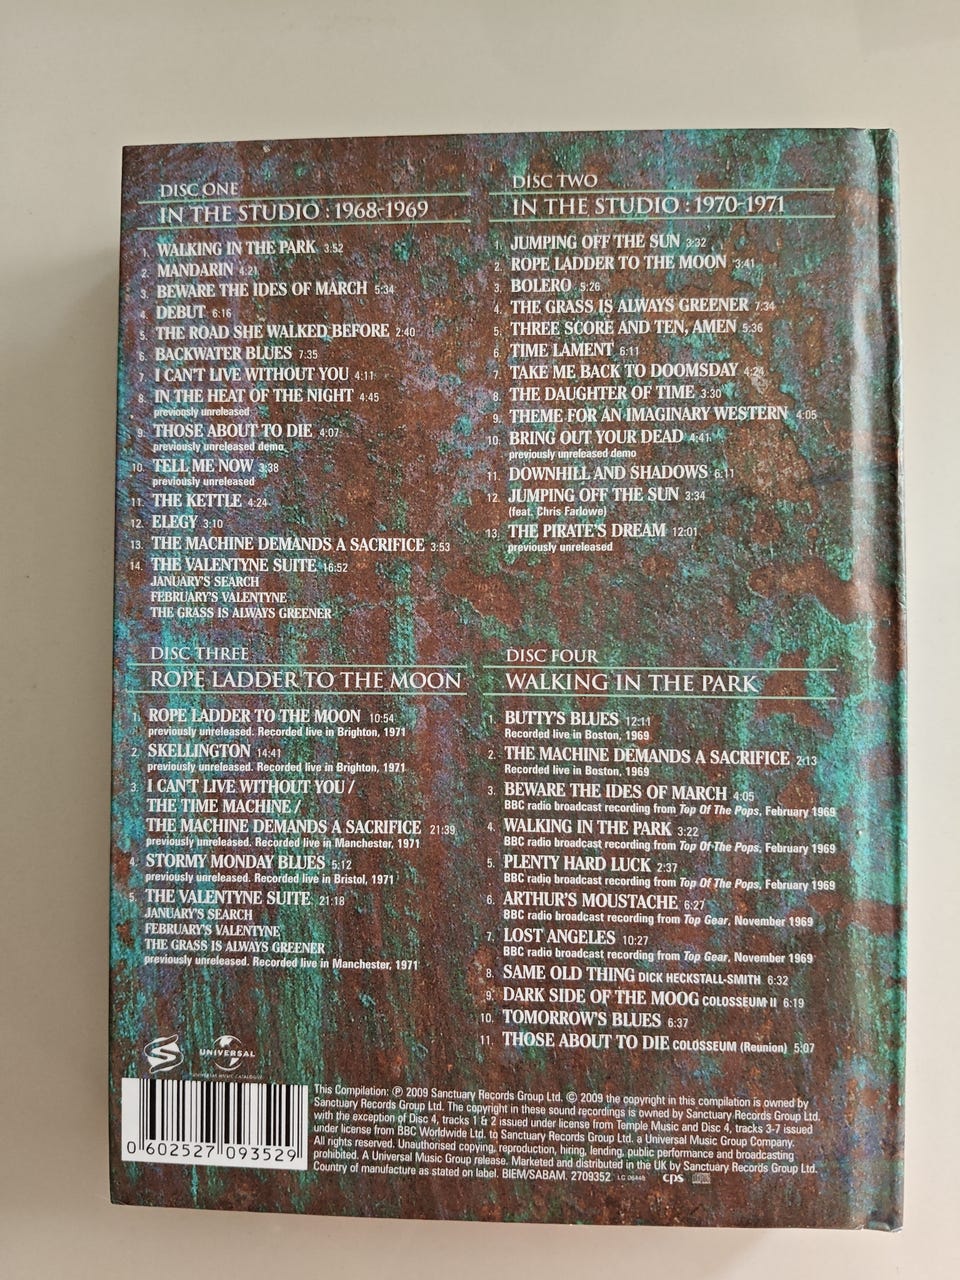 DISC ONE
IN THE STUDIO : 1968-1969
1. WALKING IN THE PARK 3:52
2. MANDARIN 4:21
3. BEWARE THE IDES OF MARCH 5:34
4. DEBUT 6:16
5. THE ROAD SHE WALKED BEFORE 2:40
6. BACKWATER BLUES 7:35
7. I CAN'T LIVE WITHOUT YOU 4:11
8. IN THE HEAT OF THE NIGHT 4:45
previously unreleased
9. THOSE ABOUT TO DIE 4:07
previously unreleased demo
10. TELL ME NOW 3:38
previously unreleased
11. THE KETTLE 4:24
12. ELEGY 3:10
13. THE MACHINE DEMANDS A SACRIFICE 3:53
14. THE VALENTYNE SUITE 16:52
JANUARY'S SEARCH
FEBRUARY'S VALENTYNE
THE GRASS IS ALWAYS GREENER
DISC TWO
IN THE STUDIO : 1970-1971
1. JUMPING OFF THE SUN 3:32
2. ROPE LADDER TO THE MOON 3:41
3. BOLERO 5:26
4. THE GRASS IS ALWAYS GREENER 7:34
5. THREE SCORE AND TEN, AMEN 5:36
6. TIME LAMENT 6:11
7. TAKE ME BACK TO DOOMSDAY 4:24
8. THE DAUGHTER OF TIME 3:30
9. THEME FOR AN IMAGINARY WESTERN 4:05
10. BRING OUT YOUR DEAD 4:41
previously unreleased demo
11. DOWNHILL AND SHADOWS 6:11
12. JUMPING OFF THE SUN 3:34
(feat. Chris Farlowe)
13. THE PIRATE'S DREAM 12:01
previously unreleased
DISC THREE
ROPE LADDER TO THE MOON
1. ROPE LADDER TO THE MOON 10:54
previously unreleased. Recorded live in Brighton, 1971
2. SKELLINGTON 14:41
previously unreleased. Recorded live in Brighton, 1971
3. I CAN'T LIVE WITHOUT YOU /
THE TIME MACHINE /
THE MACHINE DEMANDS A SACRIFICE 21:39
previously unreleased. Recorded live in Manchester, 1971
4. STORMY MONDAY BLUES 5:12
previously unreleased. Recorded live in Bristol, 1971
5. THE VALENTYNE SUITE 21:18
JANUARY'S SEARCH
FEBRUARY'S VALENTYNE
THE GRASS IS ALWAYS GREENER
previously unreleased. Recorded live in Manchester, 1971
DISC FOUR
WALKING IN THE PARK
1. BUTTY'S BLUES 12:11
Recorded live in Boston, 1969
2. THE MACHINE DEMANDS A SACRIFICE 2:13
Recorded live in Boston, 1969
3. BEWARE THE IDES OF MARCH 4:05
BBC radio broadcast recording from Top Of The Pops, February 1969
4. WALKING IN THE PARK 3:22
BBC radio broadcast recording from Top Of The Pops, February 1969
5. PLENTY HARD LUCK 2:37
BBC radio broadcast recording from Top Of The Pops, February 1969
6. ARTHUR'S MOUSTACHE 6:27
BBC radio broadcast recording from Top Gear, November 1969
7. LOST ANGELES 10:27
BBC radio broadcast recording from Top Gear, November 1969
8. SAME OLD THING DICK HECKSTALL-SMITH 6:32
9. DARK SIDE OF THE MOOG COLOSSEUM II 6:19
10. TOMORROW'S BLUES 6:37
11. THOSE ABOUT TO DIE COLOSSEUM (Reunion) 5:07
UNIVERSAL
UNIVERSAL MUSIC CATALOGUE
0 602527 093529
This Compilation: ℗ 2009 Sanctuary Records Group Ltd. © 2009 the copyright in this compilation is owned by
Sanctuary Records Group Ltd. The copyright in these sound recordings is owned by Sanctuary Records Group Ltd.
with the exception of Disc 4, tracks 1 & 2 issued under license from Temple Music and Disc 4, tracks 3-7 issued
under license from BBC Worldwide Ltd. to Sanctuary Records Group Ltd. a Universal Music Group Company.
All rights reserved. Unauthorised copying, reproduction, hiring, lending, public performance and broadcasting
prohibited. A Universal Music Group release. Marketed and distributed in the UK by Sanctuary Records Group Ltd.
Country of manufacture as stated on label. BIEM/SABAM. 2709352 LC 06448 cps